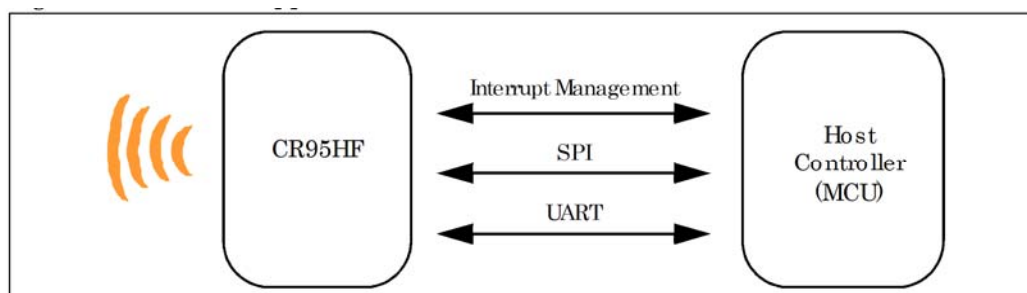 Interrupt Management
CR95HF
SPI
UART
Host
Controller
(MCU)